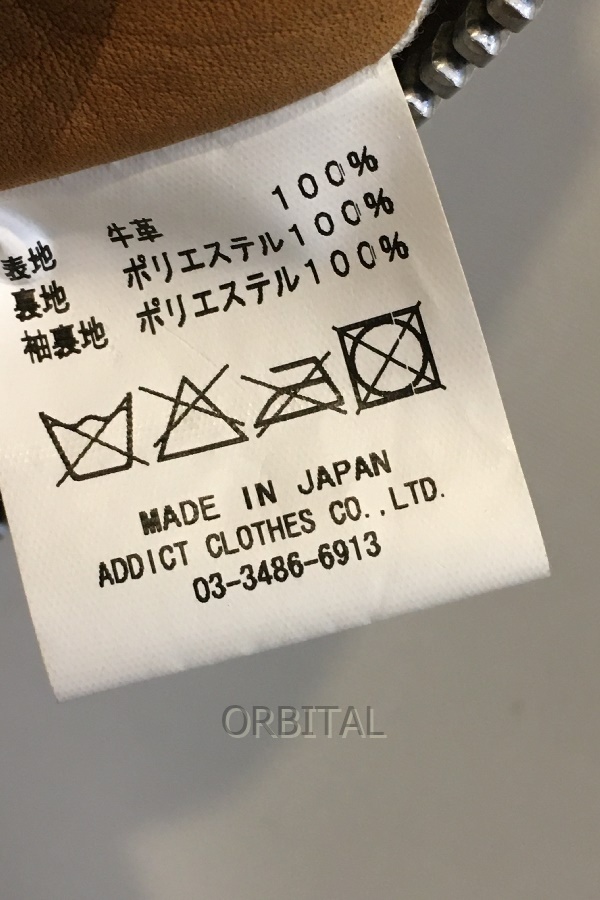 表地 牛革 100%
裏地 ポリエステル100%
袖裏地 ポリエステル100%
MADE IN JAPAN
ADDICT CLOTHES CO.,LTD.
03-3486-6913
ORBITAL